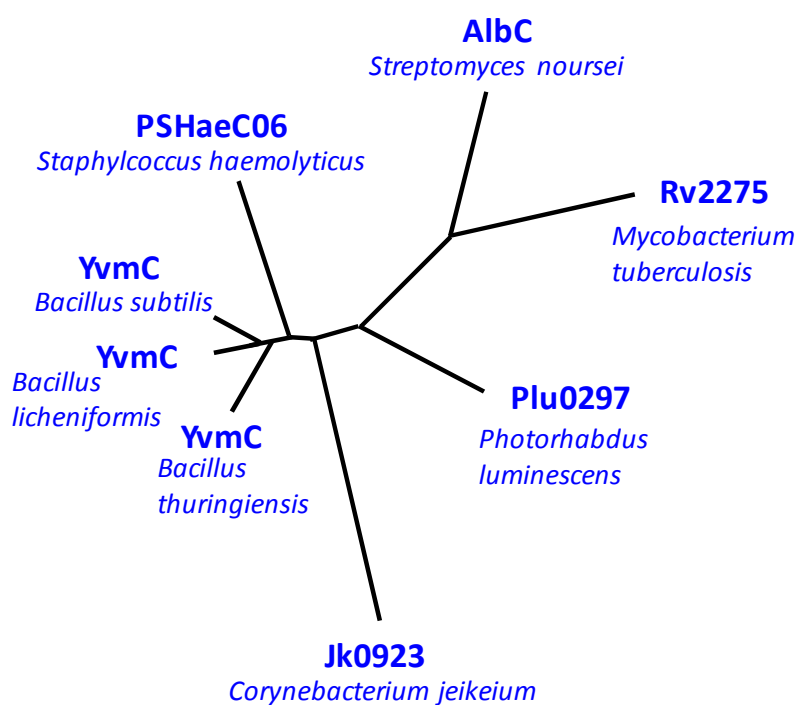 AlbC
Streptomyces noursei
PSHaeC06
Staphylcoccus haemolyticus
Rv2275
Mycobacterium
tuberculosis
YvmC
Bacillus subtilis
YvmC
Bacillus
licheniformis
YvmC
Bacillus
thuringiensis
Plu0297
Photorhabdus
luminescens
Jk0923
Corynebacterium jeikeium